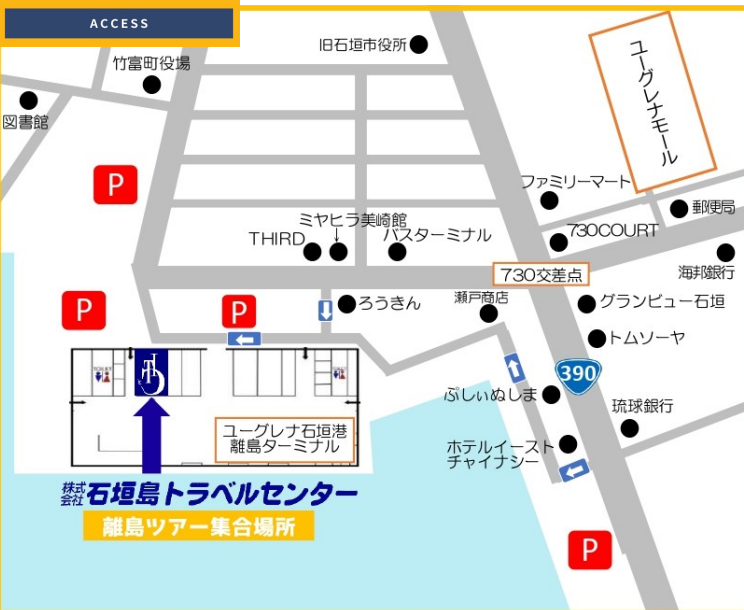 ACCESS
旧石垣市役所
竹富町役場
図書館
ユーグレナモール
P
ファミリーマート
郵便局
ミヤヒラ美崎館
↓
THIRD
バスターミナル
730COURT
730交差点
海邦銀行
瀬戸商店
グランビュー石垣
P
P
ろうきん
トムソーヤ
390
ぷしぃぬしま
琉球銀行
ユーグレナ石垣港
離島ターミナル
ホテルイースト
チャイナシー
株式
会社
石垣島トラベルセンター
離島ツアー集合場所
P